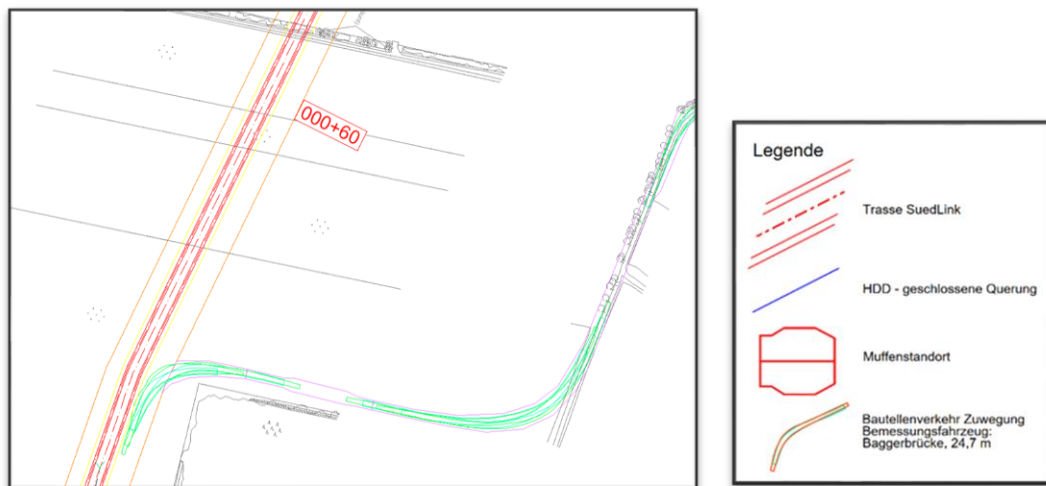 000+60
Legende
Trasse SuedLink
HDD - geschlossene Querung
Muffenstandort
Bautellenverkehr Zuwegung
Bemessungsfahrzeug:
Baggerbrücke, 24,7 m